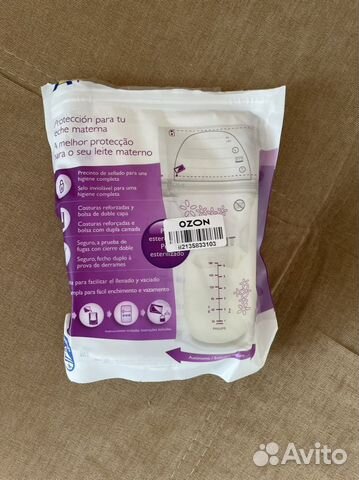 Protección para tu
leche materna
A melhor protecção
para o seu leite materno
Precinto de sellado para una
higiene completa
Selo inviolável para uma
higiene completa
Costuras reforzadas y
bolsa de doble capa
Costuras reforçadas e
bolsa com dupla camada
Seguro, a prueba de
fugas con cierre doble
Seguro, fecho duplo à
prova de derrames
para facilitar el llenado y vaciado
ampla para fácil enchimento e vazamento
OZON
esterilizado
PHILIPS
Avito